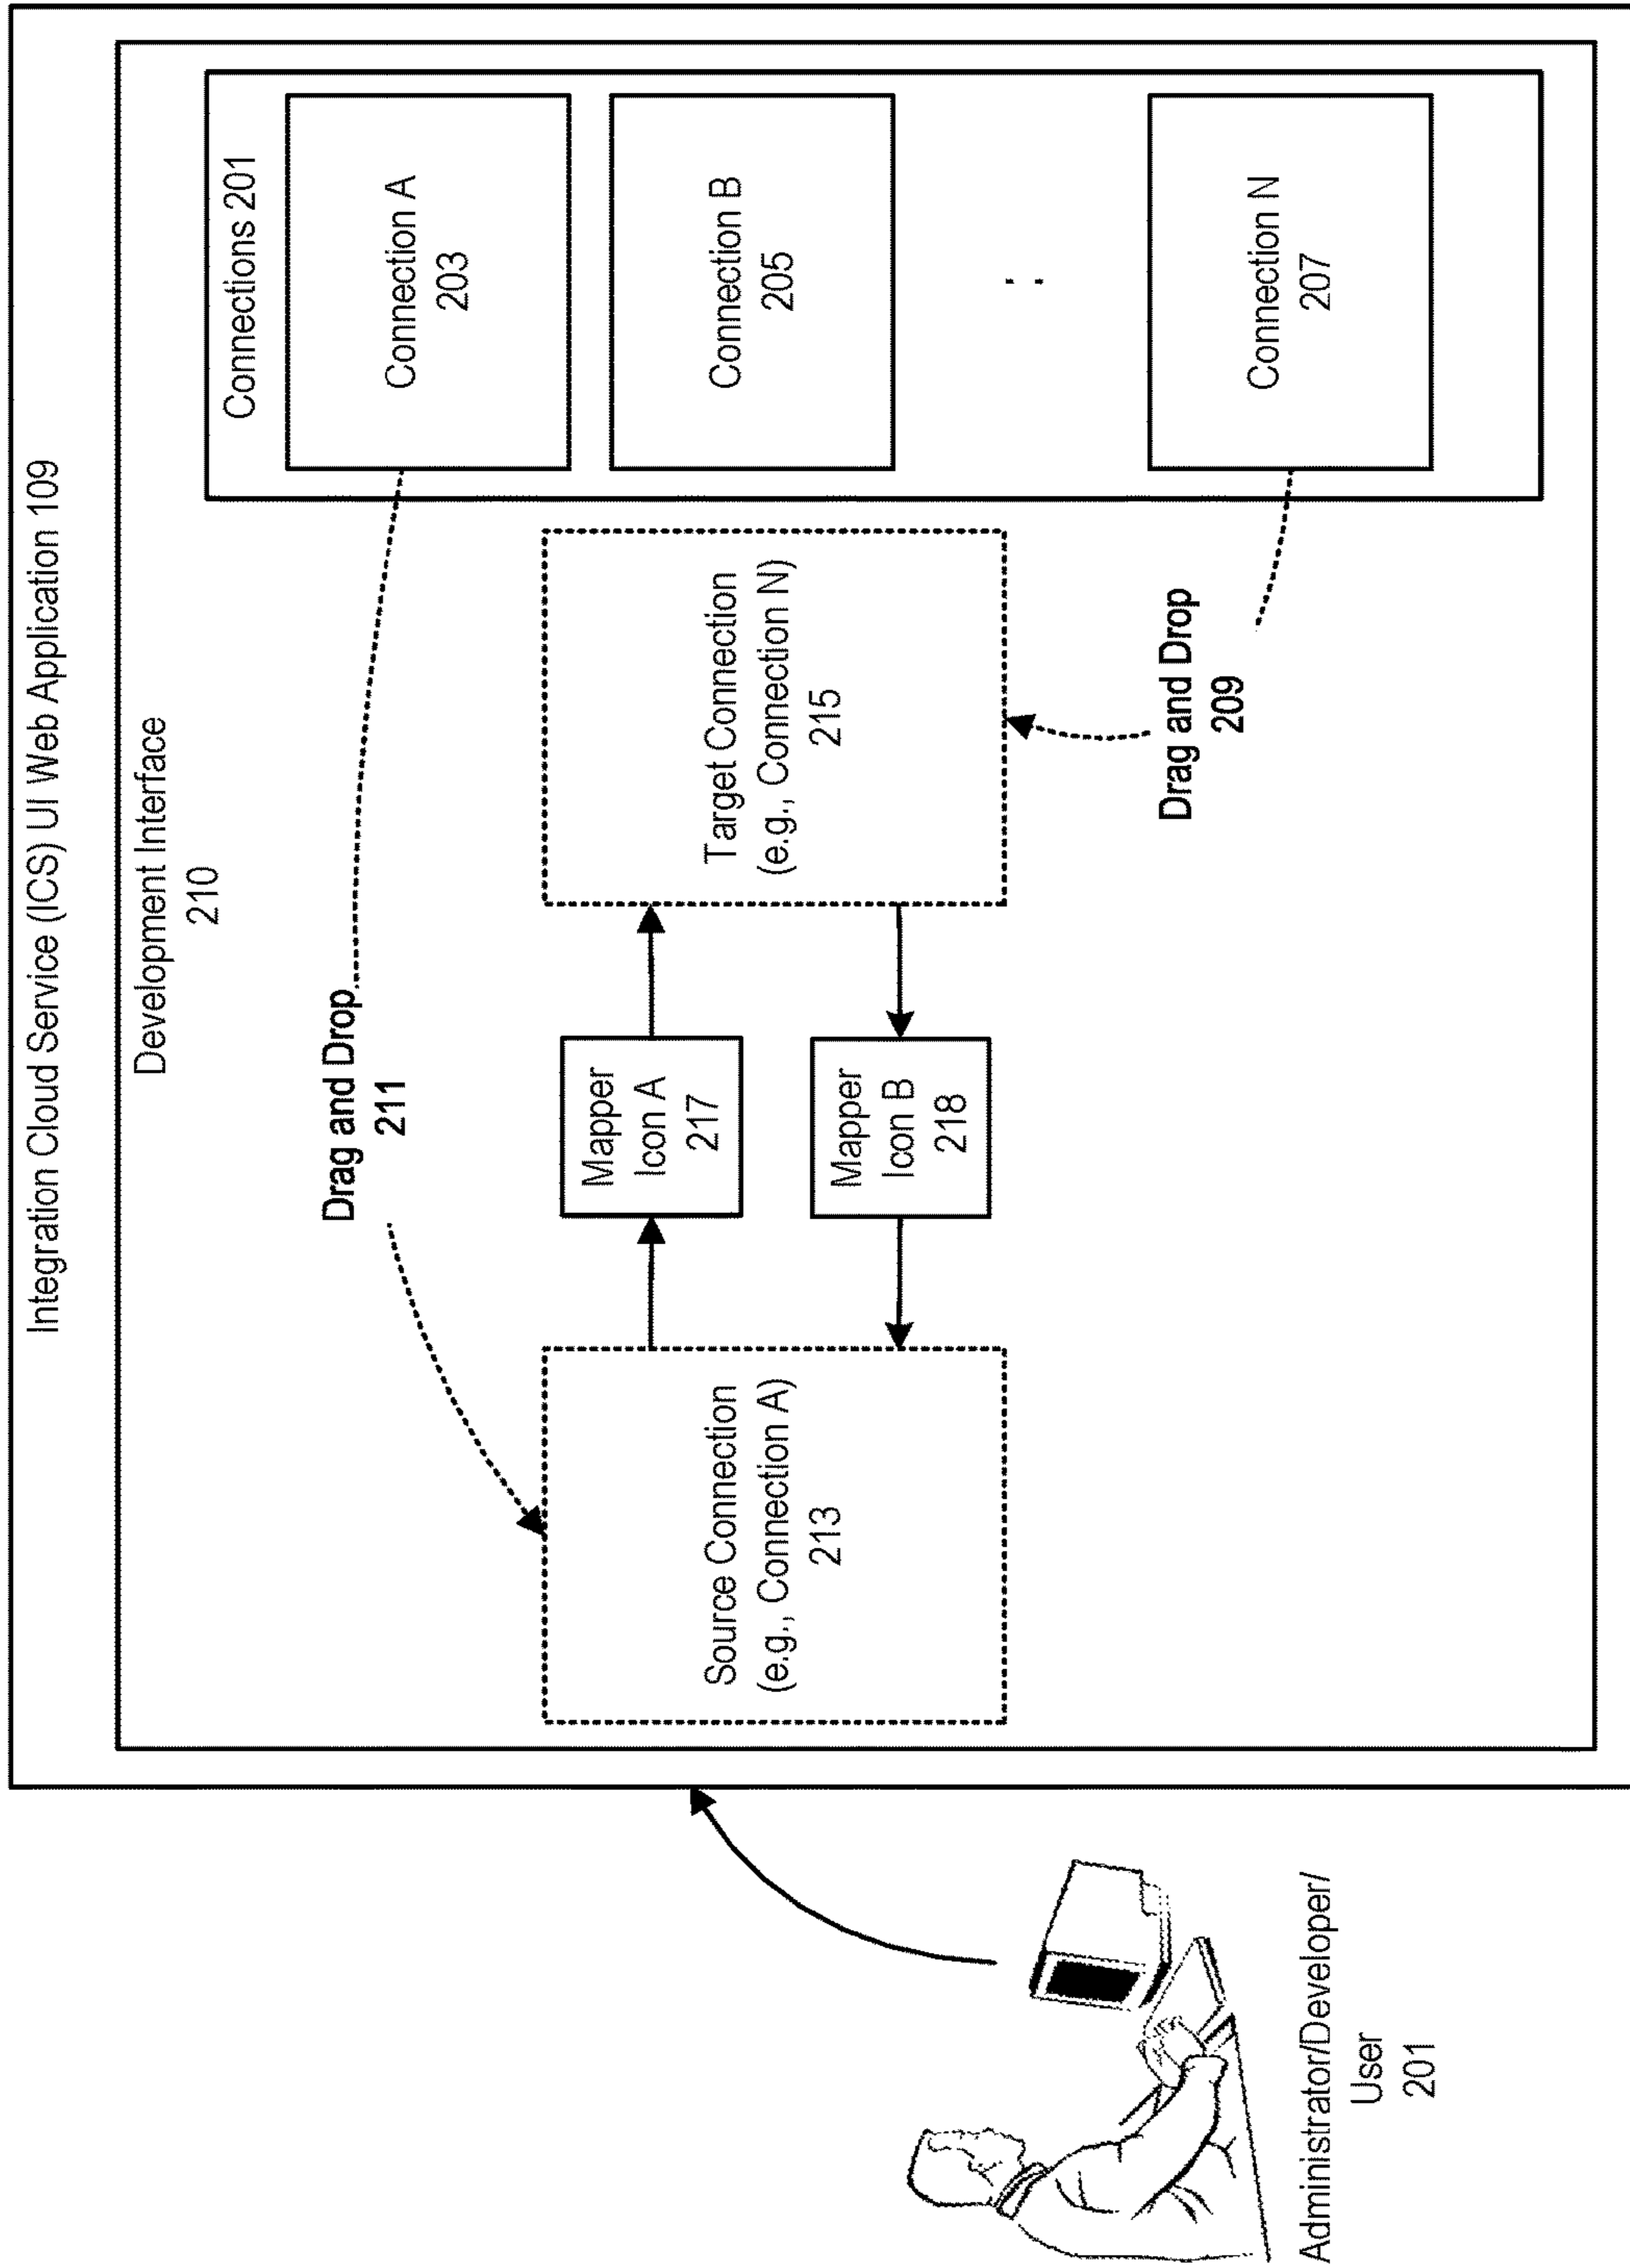 Integration Cloud Service (ICS) UI Web Application 109
Development Interface
210
Connections 201
Connection A
203
Connection B
205
Connection N
207
Drag and Drop
211
Source Connection
(e.g., Connection A)
213
Mapper
Icon A
217
Mapper
Icon B
218
Target Connection
(e.g., Connection N)
215
Drag and Drop
209
Administrator/Developer/
User
201